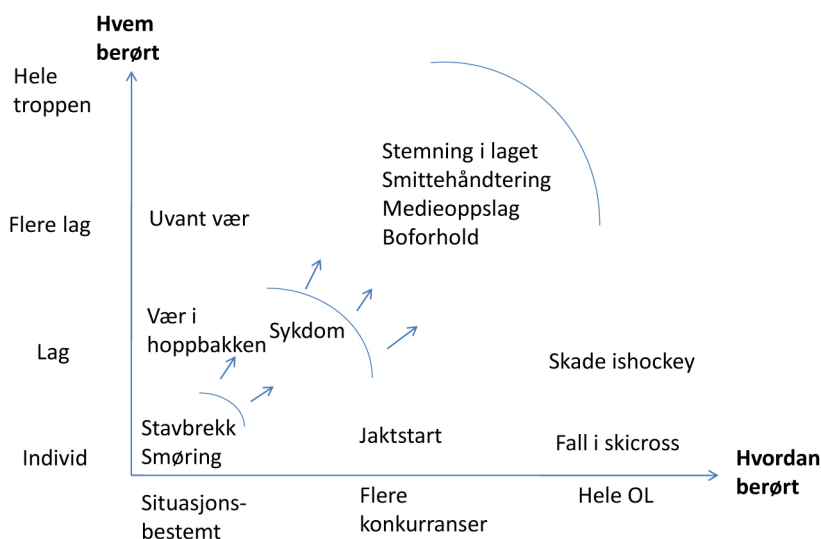 Hvem
berørt
Hele
troppen
Stemning i laget
Smittehåndtering
Medieoppslag
Boforhold
Flere lag
Uvant vær
Vær i
hoppbakken
Sykdom
Lag
Skade ishockey
Stavbrekk
Smøring
Jaktstart
Fall i skicross
Individ
Hvordan
berørt
Situasjons-
bestemt
Flere
konkurranser
Hele OL